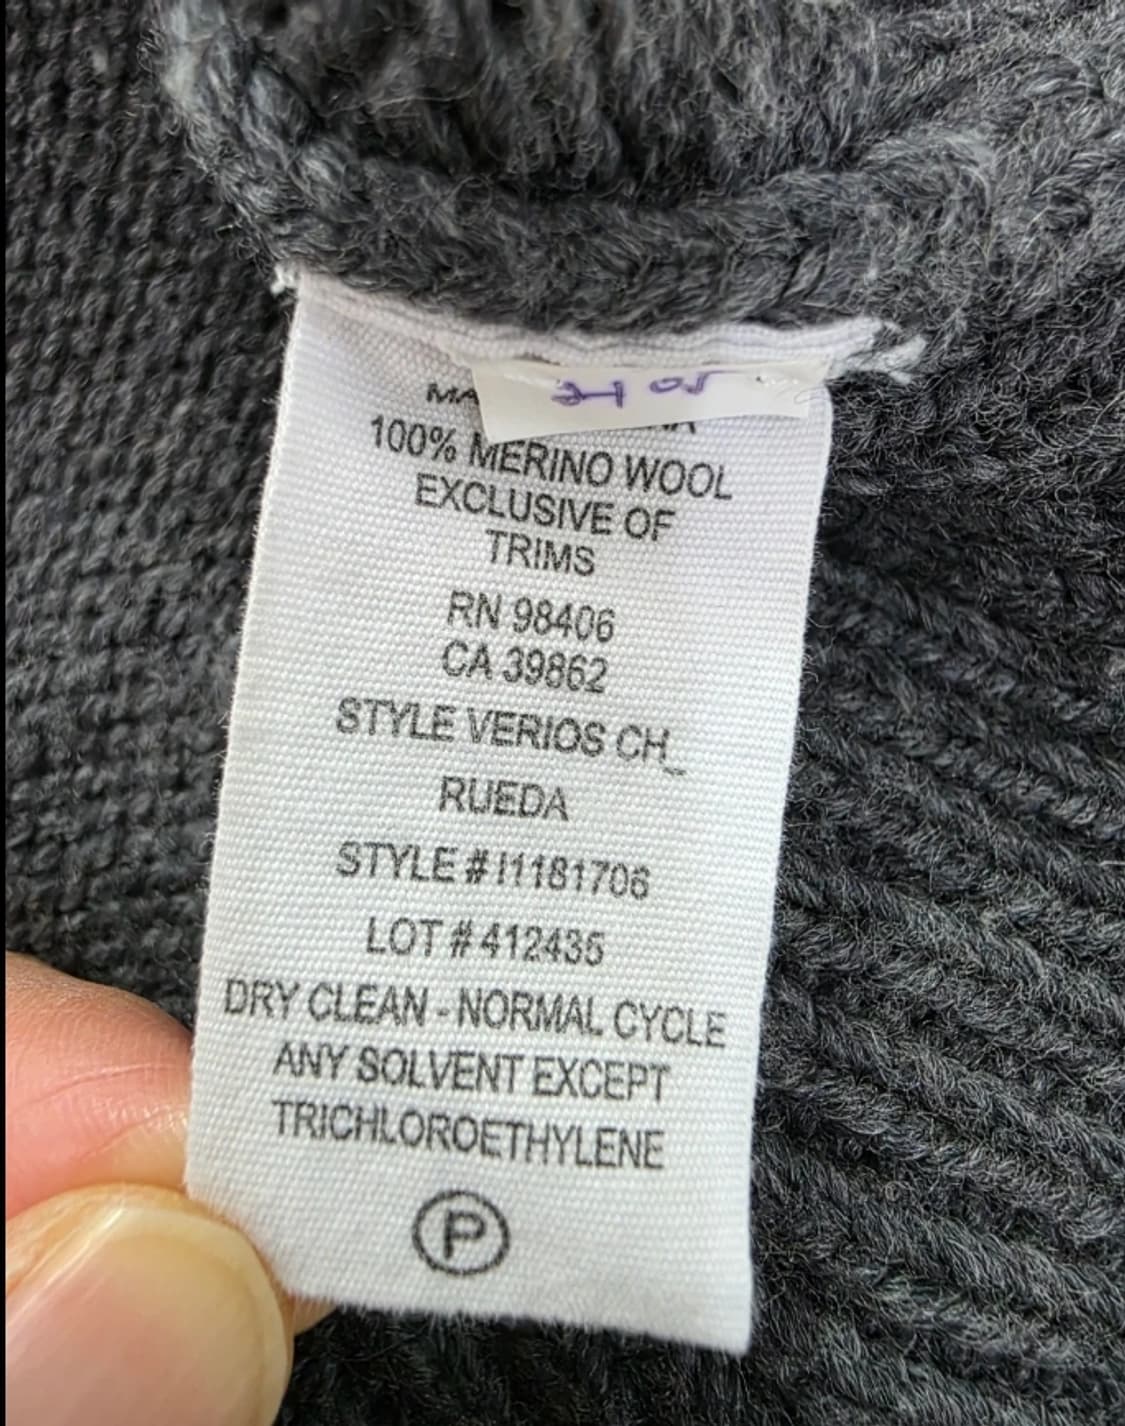 100% MERINO WOOL
EXCLUSIVE OF
TRIMS
RN 98406
CA 39862
STYLE VERIOS CH_
RUEDA
STYLE # I1181706
LOT # 412435
DRY CLEAN - NORMAL CYCLE
ANY SOLVENT EXCEPT
TRICHLOROETHYLENE
P